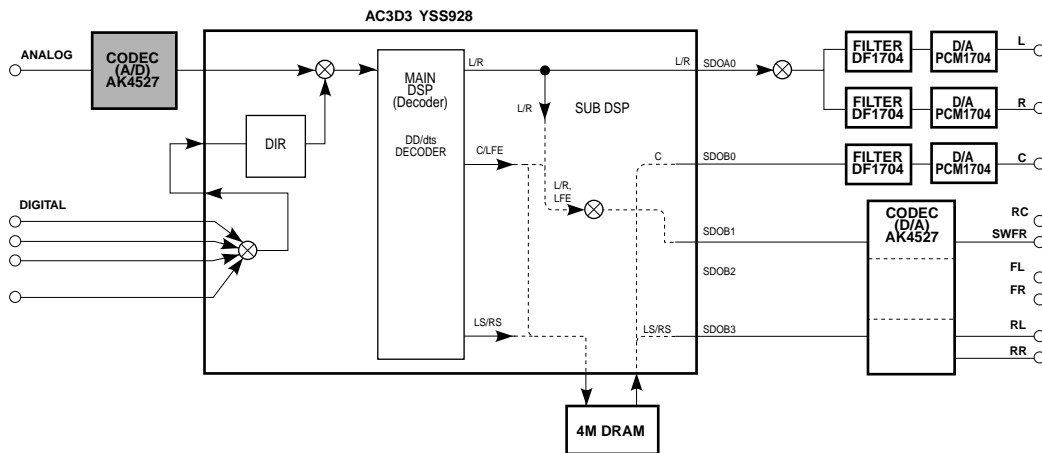 AC3D3 YSS928
ANALOG
CODEC
(A/D)
AK4527
MAIN
DSP
(Decoder)
DD/dts
DECODER
DIR
DIGITAL
L/R
L/R
SUB DSP
C/LFE
L/R,
LFE
LS/RS
L/R
C
LS/RS
SDOA0
SDOB0
SDOB1
SDOB2
SDOB3
4M DRAM
FILTER
DF1704
D/A
PCM1704
L
FILTER
DF1704
D/A
PCM1704
R
FILTER
DF1704
D/A
PCM1704
C
CODEC
(D/A)
AK4527
RC
SWFR
FL
FR
RL
RR